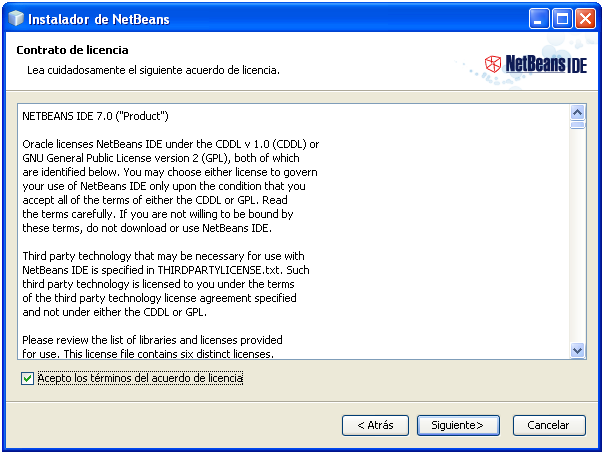 Instalador de NetBeans
Contrato de licencia
Lea cuidadosamente el siguiente acuerdo de licencia.
NetBeans IDE
NETBEANS IDE 7.0 ("Product")
Oracle licenses NetBeans IDE under the CDDL v 1.0 (CDDL) or
GNU General Public License version 2 (GPL), both of which
are identified below. You may choose either license to govern
your use of NetBeans IDE only upon the condition that you
accept all of the terms of either the CDDL or GPL. Read
the terms carefully. If you are not willing to be bound by
these terms, do not download or use NetBeans IDE.
Third party technology that may be necessary for use with
NetBeans IDE is specified in THIRDPARTYLICENSE.txt. Such
third party technology is licensed to you under the terms
of the third party technology license agreement specified
and not under either the CDDL or GPL.
Please review the list of libraries and licenses provided
for use. This license file contains six distinct licenses.
Acepto los términos del acuerdo de licencia
< Atrás
Siguiente>
Cancelar